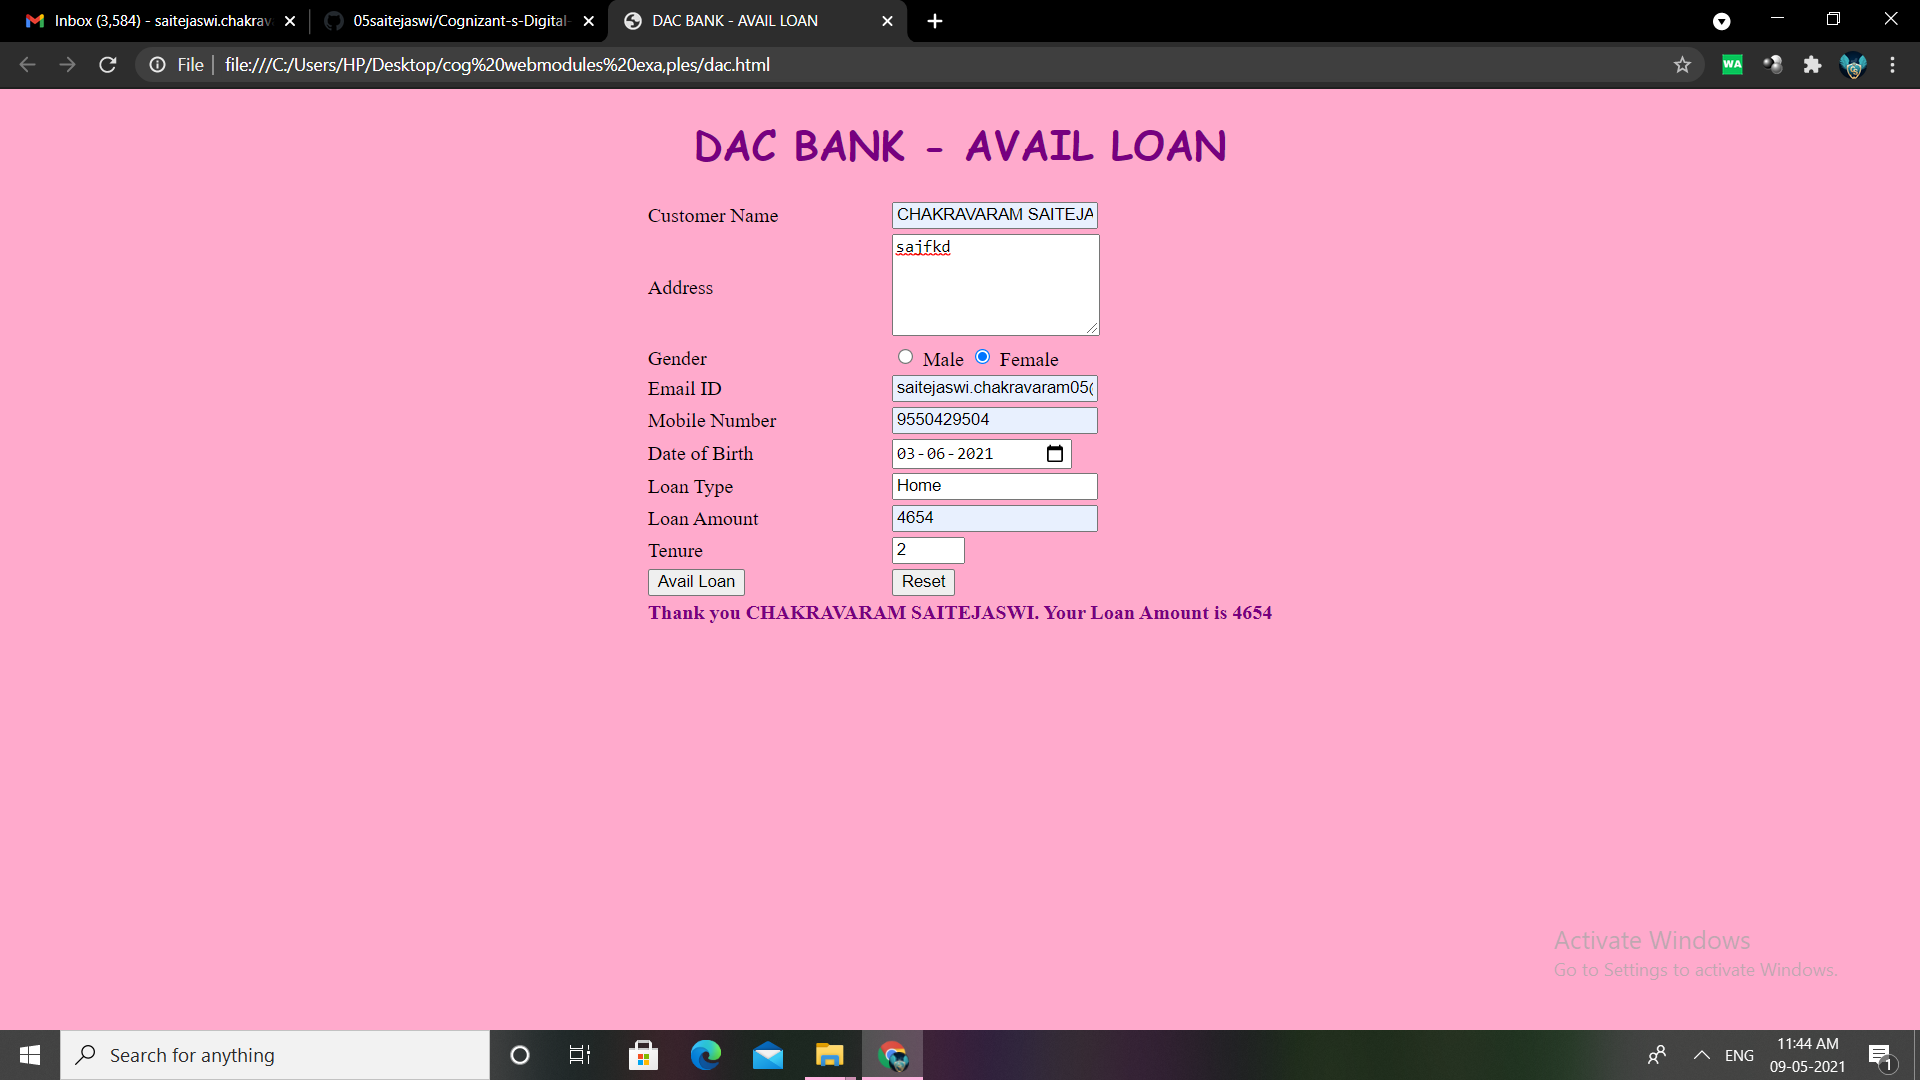 Inbox (3,584) - saitejaswi.chakrav
05saitejaswi/Cognizant-s-Digital-
DAC BANK - AVAIL LOAN
File
file:///C:/Users/HP/Desktop/cog%20webmodules%20exa,ples/dac.html
WA
DAC BANK - AVAIL LOAN
Customer Name CHAKRAVARAM SAITEJA
Address sajfkd
Gender Male Female
Email ID saitejaswi.chakravaram05@
Mobile Number 9550429504
Date of Birth 03-06-2021
Loan Type Home
Loan Amount 4654
Tenure 2
Avail Loan Reset
Thank you CHAKRAVARAM SAITEJASWI. Your Loan Amount is 4654
Activate Windows
Go to Settings to activate Windows.
Search for anything
ENG
11:44 AM
09-05-2021
1